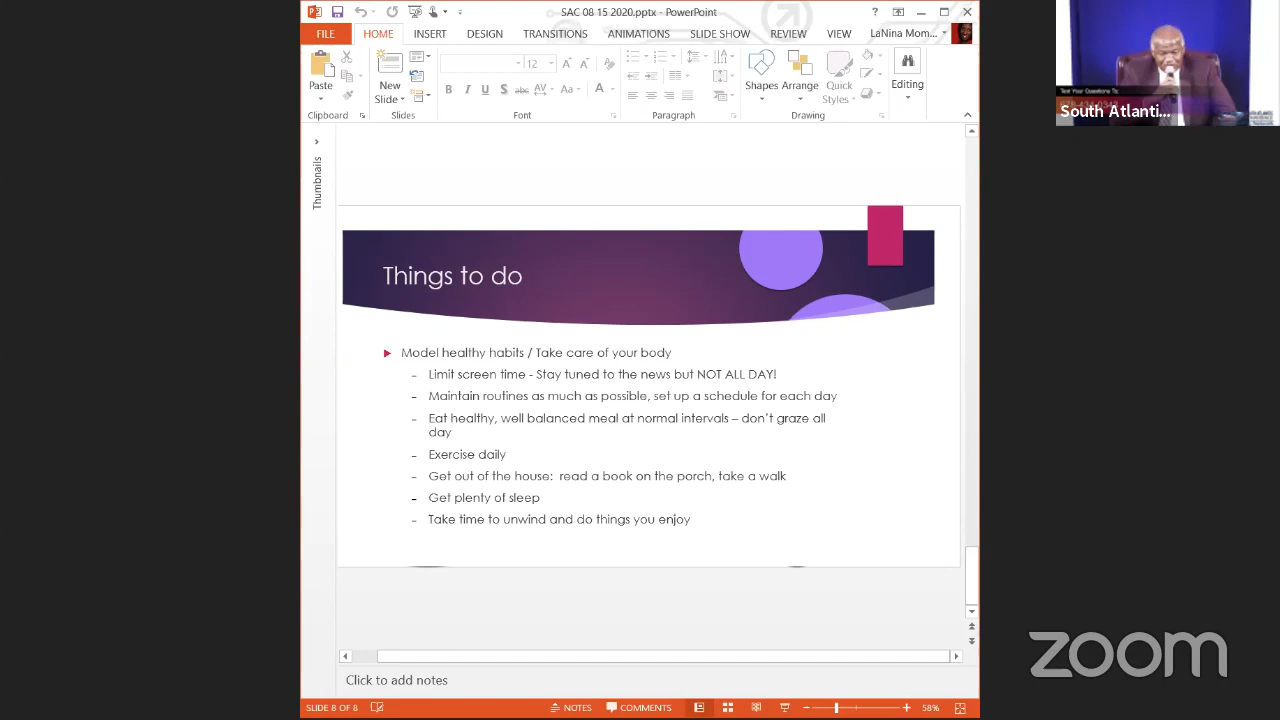 SAC 08 15 2020.pptx - PowerPoint
FILE HOME INSERT DESIGN TRANSITIONS ANIMATIONS SLIDE SHOW REVIEW VIEW LaNina Mom...
Paste
New Slide
12
Shapes Arrange Quick Styles
Editing
Clipboard Slides Font Paragraph Drawing
Thumbnails
Things to do
Model healthy habits / Take care of your body
- Limit screen time - Stay tuned to the news but NOT ALL DAY!
- Maintain routines as much as possible, set up a schedule for each day
- Eat healthy, well balanced meal at normal intervals – don't graze all
day
- Exercise daily
- Get out of the house: read a book on the porch, take a walk
- Get plenty of sleep
- Take time to unwind and do things you enjoy
Click to add notes
SLIDE 8 OF 8 NOTES COMMENTS 58%
Text Your Questions To:
South Atlanti...
zoom